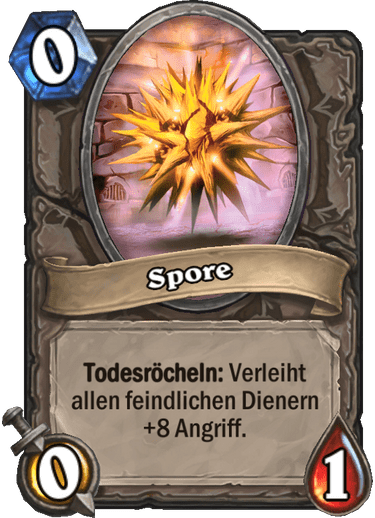 0
Spore
Todesröcheln: Verleiht
allen feindlichen Dienern
+8 Angriff.
0
1